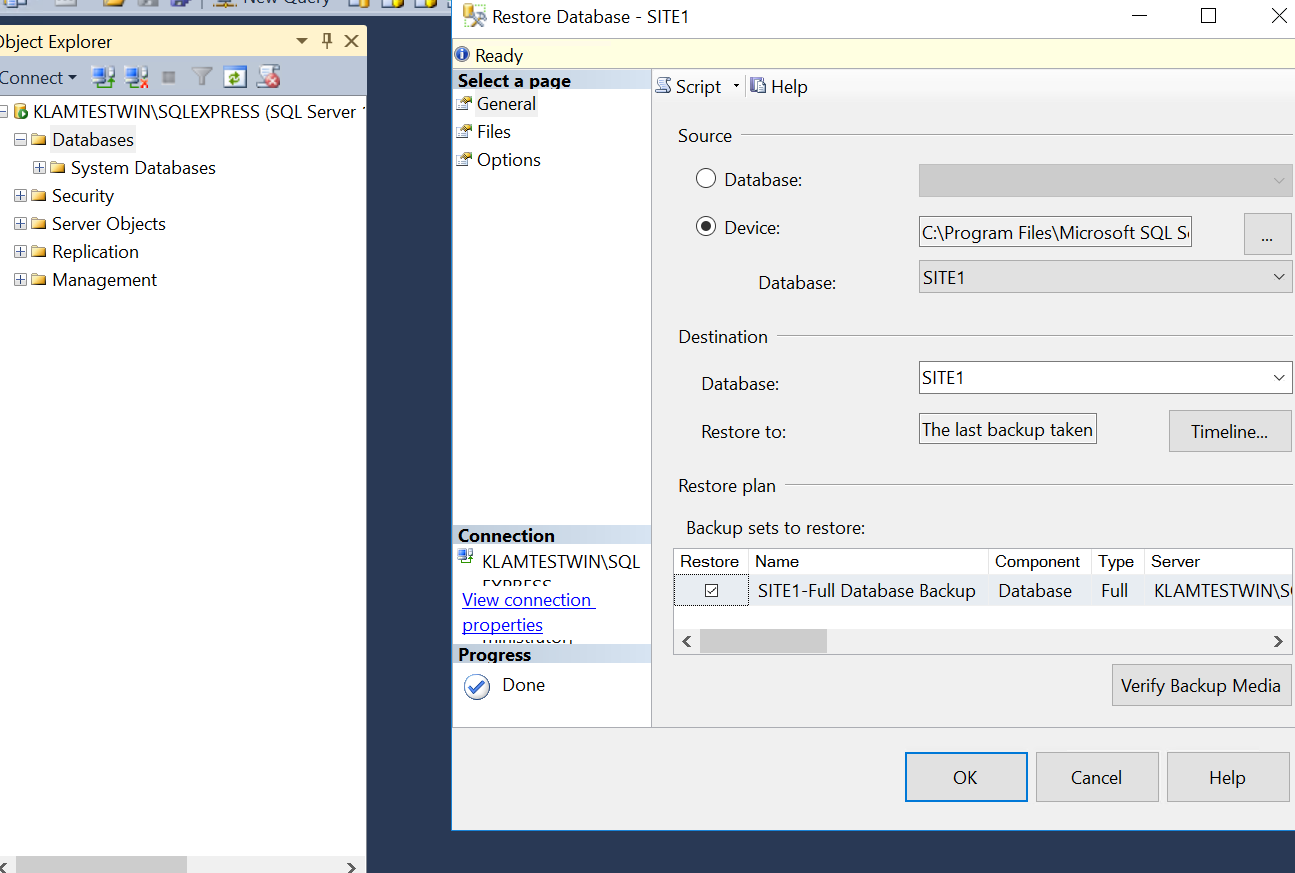 New Query
Object Explorer
Connect
KLAMTESTWIN\SQLEXPRESS (SQL Server
Databases
System Databases
Security
Server Objects
Replication
Management
Restore Database - SITE1
Ready
Select a page
General
Files
Options
Script
Help
Source
Database:
Device:
C:\Program Files\Microsoft SQL S
...
Database:
SITE1
Destination
Database:
SITE1
Restore to:
The last backup taken
Timeline...
Restore plan
Backup sets to restore:
Restore Name Component Type Server
SITE1-Full Database Backup Database Full KLAMTESTWIN\S
Verify Backup Media
Connection
KLAMTESTWIN\SQL
EXPRESS
View connection
properties
Progress
Done
OK Cancel Help